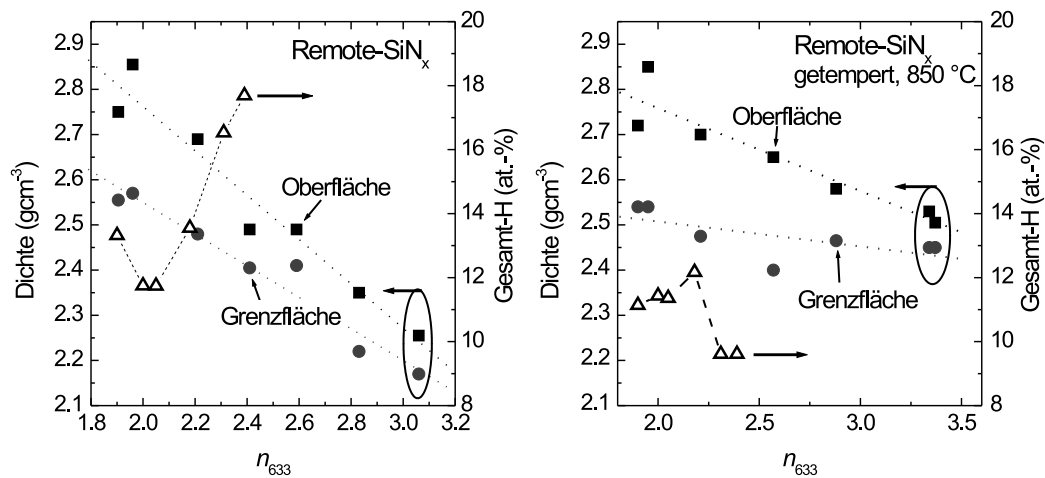 Remote-SiNx
Dichte (gcm-3)
2.9
2.8
2.7
2.6
2.5
2.4
2.3
2.2
2.1
Oberfläche
Grenzfläche
20
18
16
14
12
10
8
Gesamt-H (at.-%)
1.8 2.0 2.2 2.4 2.6 2.8 3.0 3.2
n633
Remote-SiNx
getempert, 850 °C
Dichte (gcm-3)
2.9
2.8
2.7
2.6
2.5
2.4
2.3
2.2
2.1
Oberfläche
Grenzfläche
20
18
16
14
12
10
8
Gesamt-H (at.-%)
2.0 2.5 3.0 3.5
n633